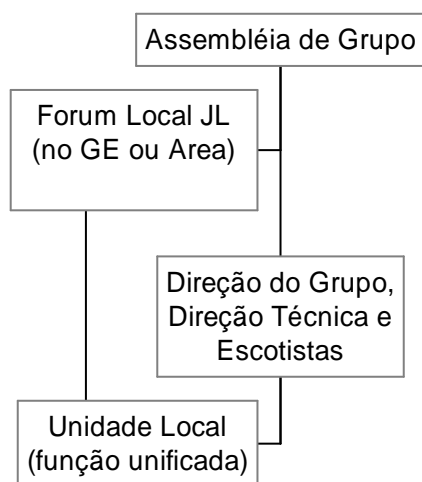 Assembléia de Grupo
Forum Local JL
(no GE ou Area)
Direção do Grupo,
Direção Técnica e
Escotistas
Unidade Local
(função unificada)